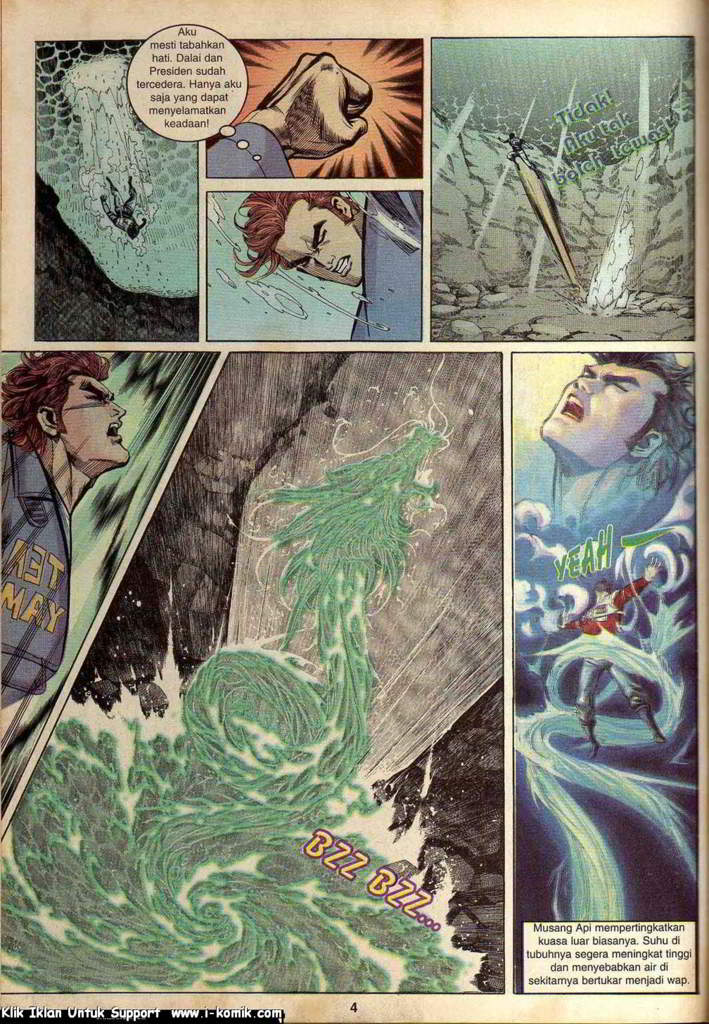 Aku
mesti tabahkan
hati. Dalai dan
Presiden sudah
tercedera. Hanya aku
saja yang dapat
menyelamatkan
keadaan!
Tidak!
Aku tak
boleh tewas!
YEAH
BZZ BZZ...
Musang Api mempertingkatkan
kuasa luar biasanya. Suhu di
tubuhnya segera meningkat tinggi
dan menyebabkan air di
sekitarnya bertukar menjadi wap.
4
Klik Iklan Untuk Support www.i-komik.com